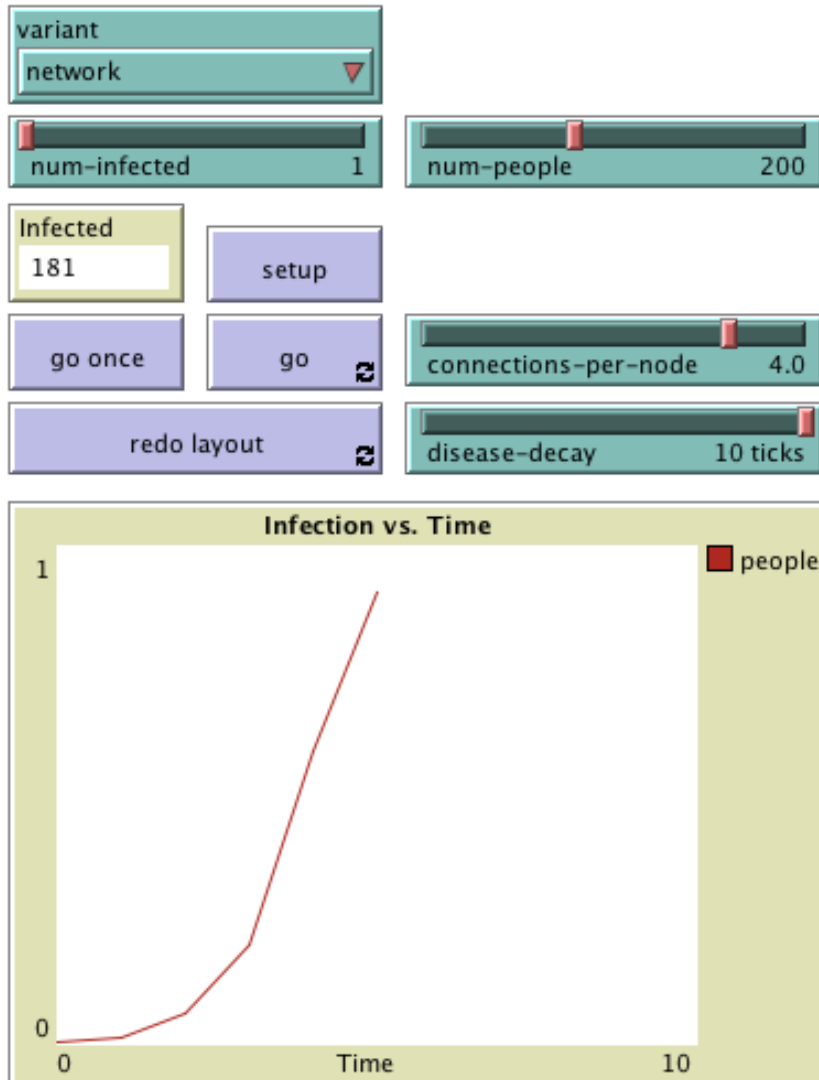 variant
network
num-infected 1
num-people 200
Infected
181
setup
go once
go
connections-per-node 4.0
redo layout
disease-decay 10 ticks
Infection vs. Time
1
people
0
0 Time 10